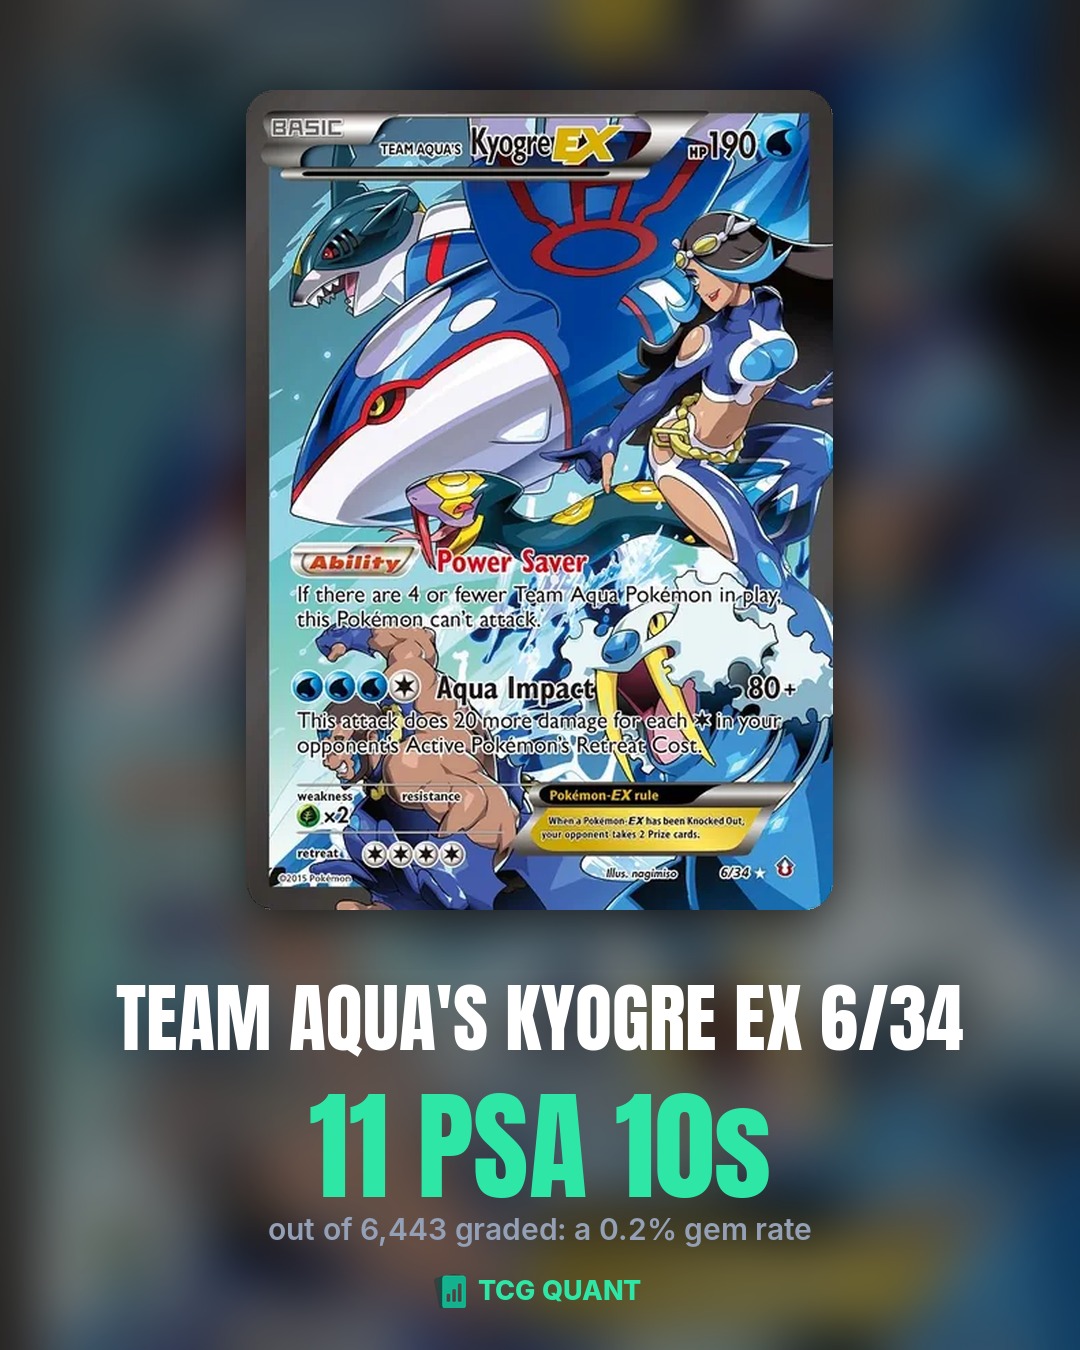 BASIC
TEAM AQUA'S Kyogre EX HP190
Ability Power Saver
If there are 4 or fewer Team Aqua Pokémon in play,
this Pokémon can't attack.
Aqua Impact 80+
This attack does 20 more damage for each in your
opponent's Active Pokémon's Retreat Cost.
weakness resistance
×2
Pokémon-EX rule
When a Pokémon-EX has been Knocked Out,
your opponent takes 2 Prize cards.
retreat
©2015 Pokémon
Illus. nagimiso 6/34
TEAM AQUA'S KYOGRE EX 6/34
11 PSA 10s
out of 6,443 graded: a 0.2% gem rate
TCG QUANT